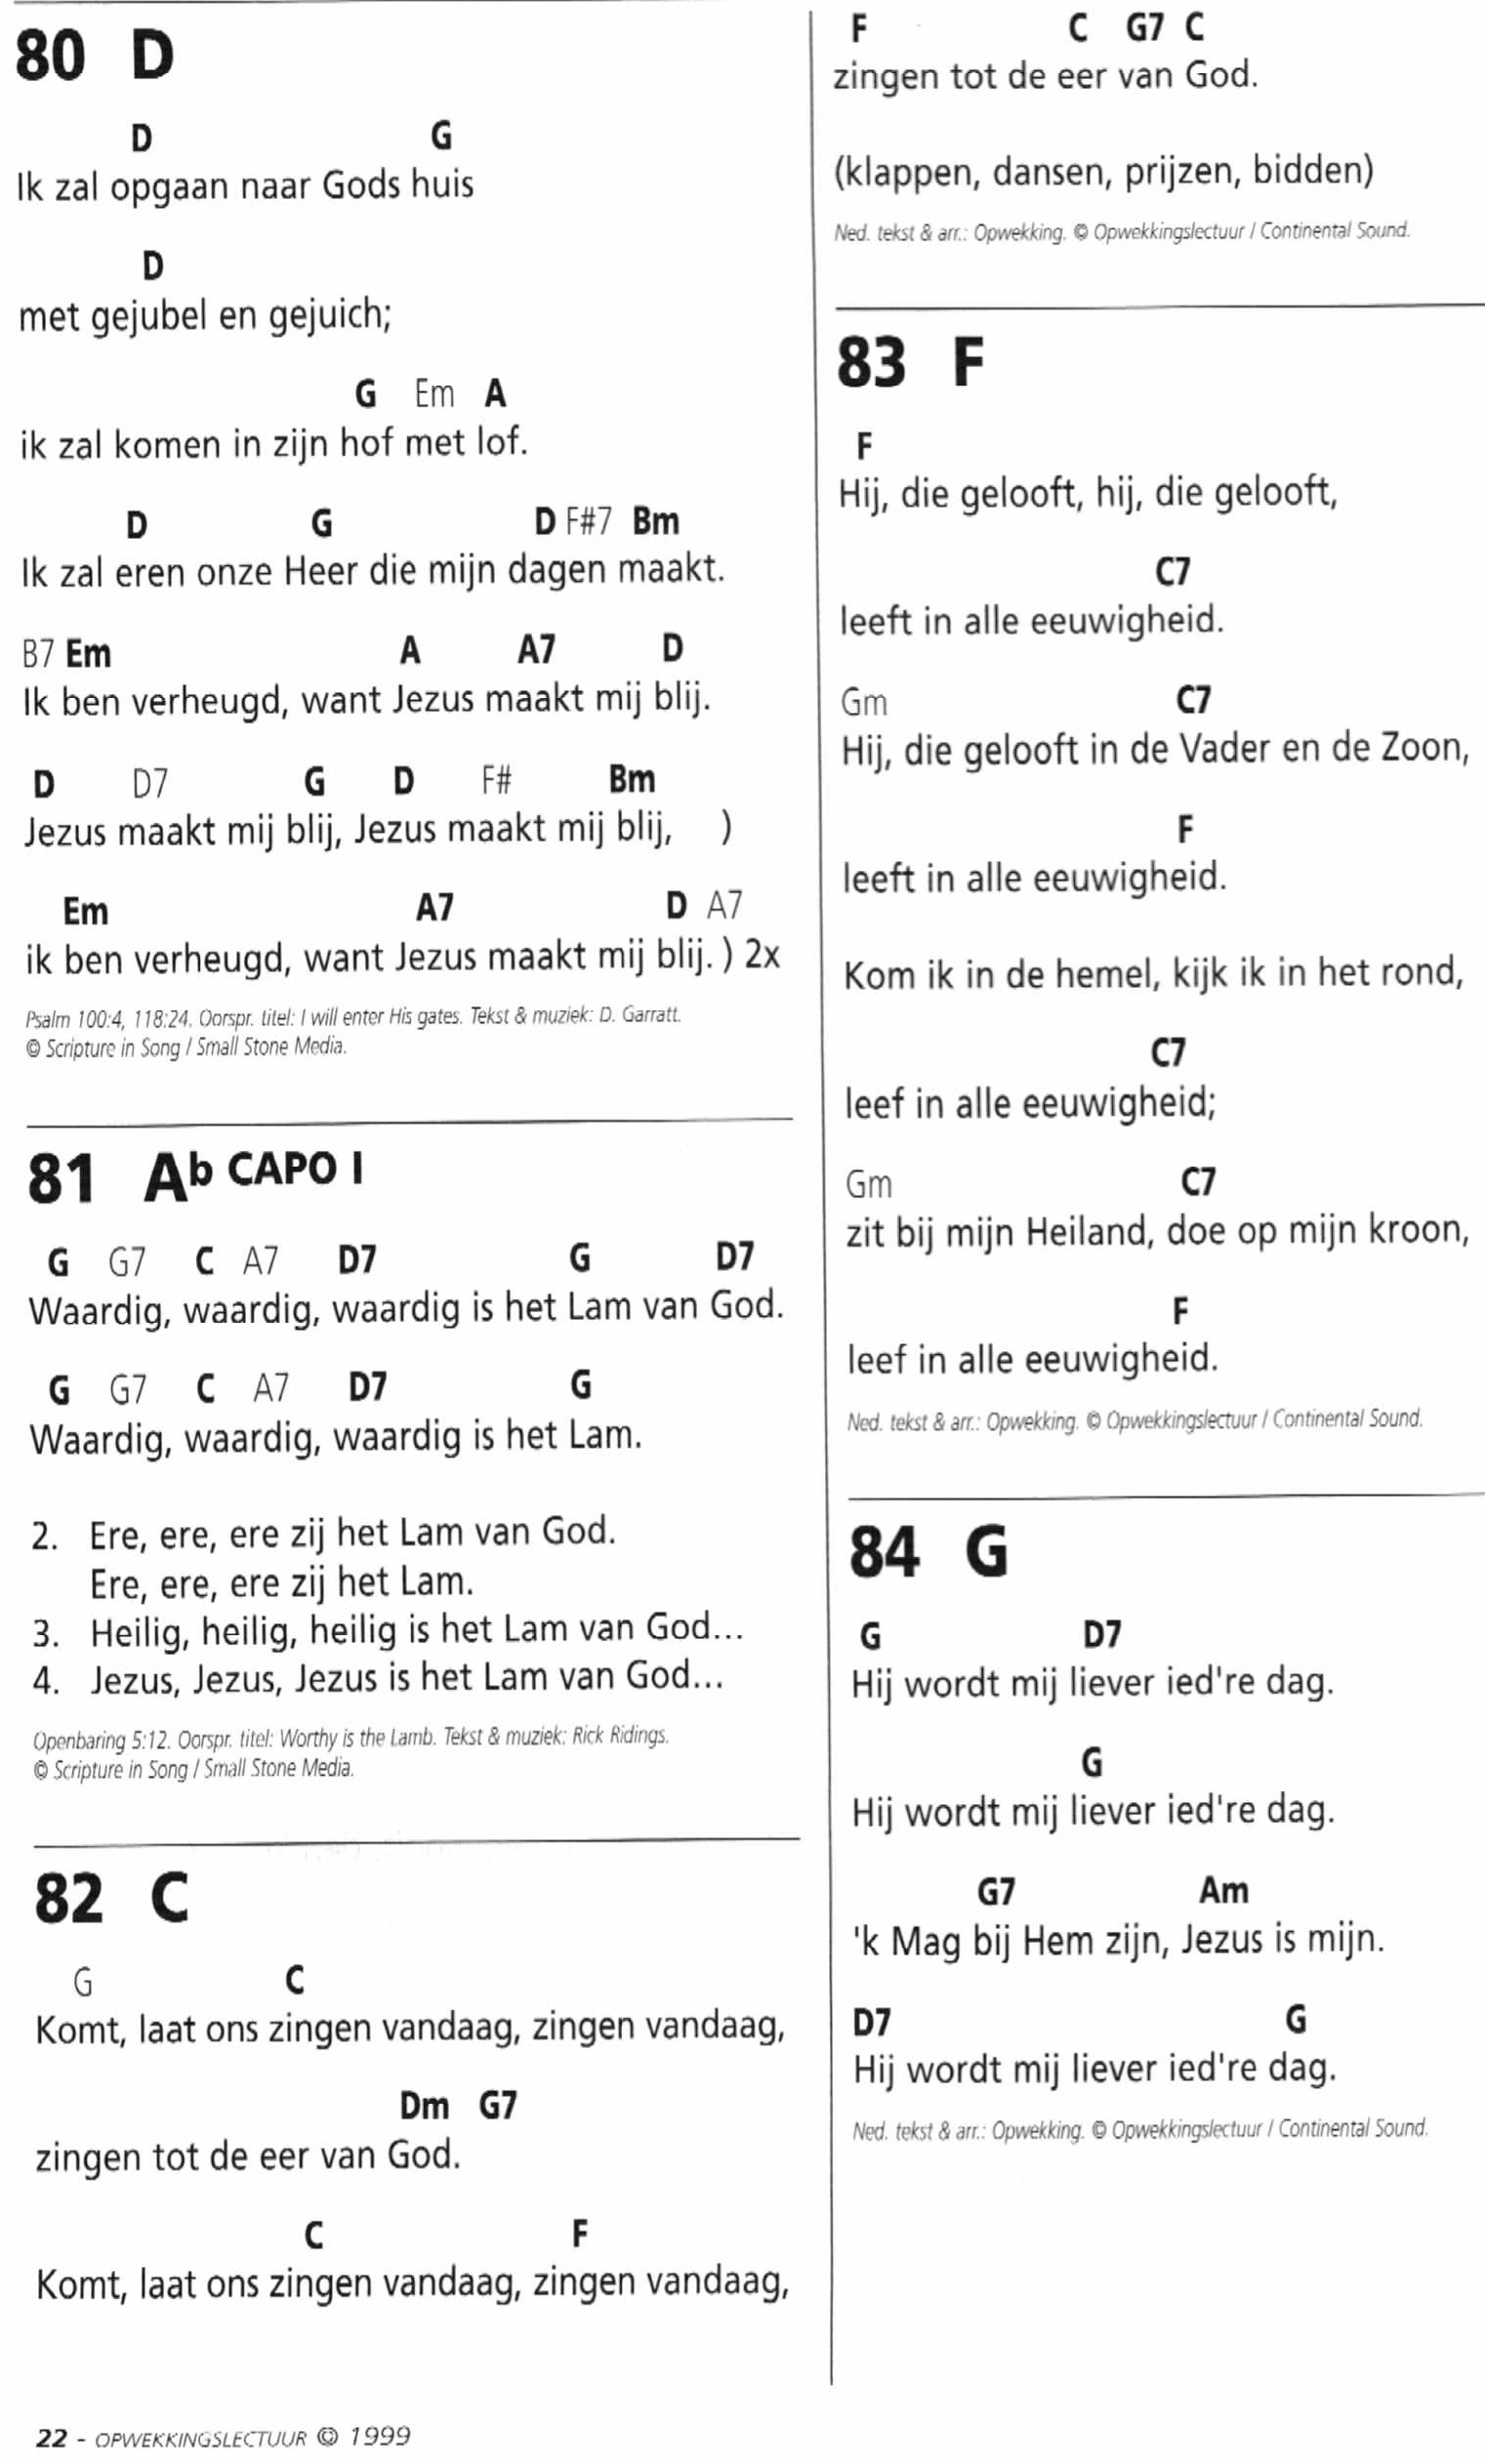 80 D
D G
Ik zal opgaan naar Gods huis
D
met gejubel en gejuich;
G Em A
ik zal komen in zijn hof met lof.
D G D F#7 Bm
Ik zal eren onze Heer die mijn dagen maakt.
B7 Em A A7 D
Ik ben verheugd, want Jezus maakt mij blij.
D D7 G D F# Bm
Jezus maakt mij blij, Jezus maakt mij blij, )
Em A7 D A7
ik ben verheugd, want Jezus maakt mij blij. ) 2x
Psalm 100:4, 118:24. Oorspr. titel: I will enter His gates. Tekst & muziek: D. Garratt.
© Scripture in Song / Small Stone Media.
81 Ab CAPO I
G G7 C A7 D7 G D7
Waardig, waardig, waardig is het Lam van God.
G G7 C A7 D7 G
Waardig, waardig, waardig is het Lam.
2. Ere, ere, ere zij het Lam van God.
Ere, ere, ere zij het Lam.
3. Heilig, heilig, heilig is het Lam van God...
4. Jezus, Jezus, Jezus is het Lam van God...
Openbaring 5:12. Oorspr. titel: Worthy is the Lamb. Tekst & muziek: Rick Ridings.
© Scripture in Song / Small Stone Media.
82 C
G C
Komt, laat ons zingen vandaag, zingen vandaag,
Dm G7
zingen tot de eer van God.
C F
Komt, laat ons zingen vandaag, zingen vandaag,
F C G7 C
zingen tot de eer van God.
(klappen, dansen, prijzen, bidden)
Ned. tekst & arr.: Opwekking. © Opwekkingslectuur / Continental Sound.
83 F
F
Hij, die gelooft, hij, die gelooft,
C7
leeft in alle eeuwigheid.
Gm C7
Hij, die gelooft in de Vader en de Zoon,
F
leeft in alle eeuwigheid.
Kom ik in de hemel, kijk ik in het rond,
C7
leef in alle eeuwigheid;
Gm C7
zit bij mijn Heiland, doe op mijn kroon,
F
leef in alle eeuwigheid.
Ned. tekst & arr.: Opwekking. © Opwekkingslectuur / Continental Sound.
84 G
G D7
Hij wordt mij liever ied're dag.
G
Hij wordt mij liever ied're dag.
G7 Am
'k Mag bij Hem zijn, Jezus is mijn.
D7 G
Hij wordt mij liever ied're dag.
Ned. tekst & arr.: Opwekking. © Opwekkingslectuur / Continental Sound.
22 - OPWEKKINGSLECTUUR © 1999